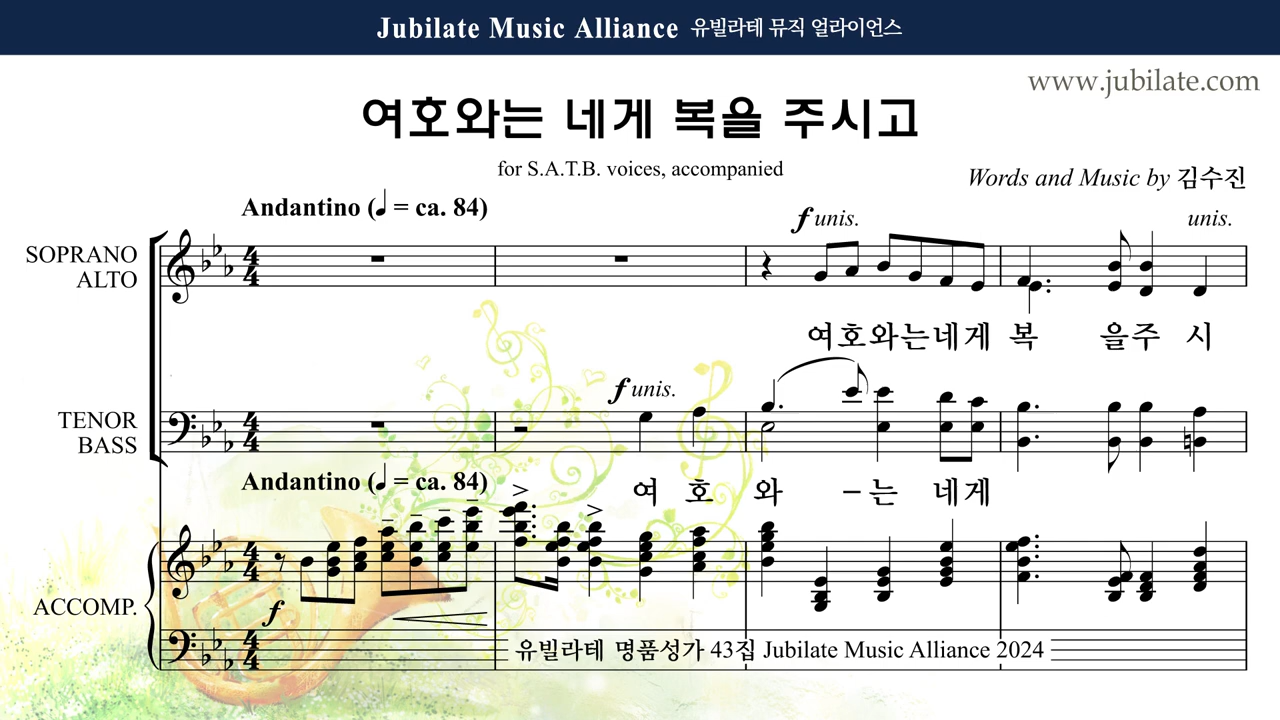 Jubilate Music Alliance 유빌라테 뮤직 얼라이언스
www.jubilate.com
여호와는 네게 복을 주시고
for S.A.T.B. voices, accompanied
Words and Music by 김수진
Andantino (♩ = ca. 84)
f unis.
unis.
SOPRANO
ALTO
여호와는네게 복 을주 시
f unis.
TENOR
BASS
Andantino (♩ = ca. 84)
여 호 와 – 는 네게
f
ACCOMP.
유빌라테 명품성가 43집 Jubilate Music Alliance 2024